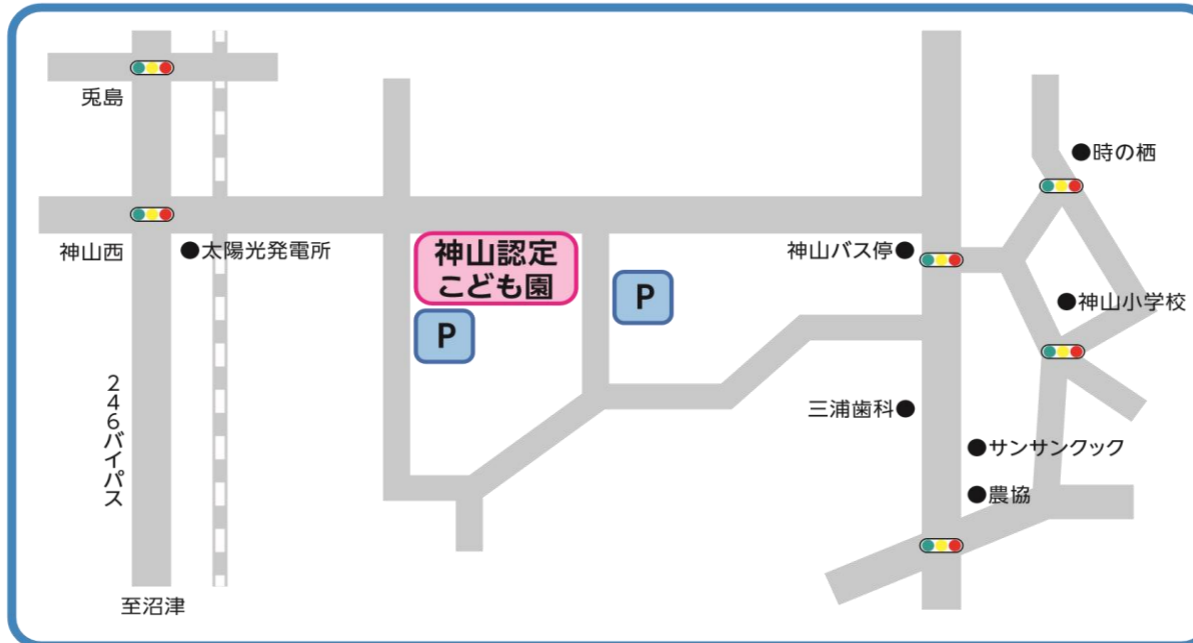 兎島
時の栖
神山西
太陽光発電所
神山認定
こども園
P
P
神山バス停
神山小学校
246バイパス
三浦歯科
サンサンクック
農協
至沼津